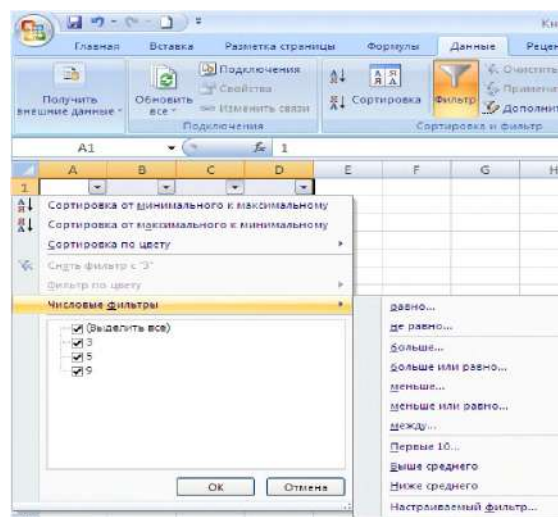 Кн
Главная Вставка Разметка страницы Формулы Данные Рецен
Получить внешние данные
Обновить все
Подключения
Свойства
Изменить связи
Подключения
Сортировка
Фильтр
Очистить
Примене
Дополнит
Сортировка и фильтр
A1 fx 1
A B C D E F G H
1
Сортировка от минимального к максимальному
Сортировка от максимального к минимальному
Сортировка по цвету
Снять фильтр с "3"
Фильтр по цвету
Числовые фильтры
(Выделить все)
3
5
9
OK Отмена
равно...
не равно...
больше...
больше или равно...
меньше...
меньше или равно...
между...
Первые 10...
Выше среднего
Ниже среднего
Настраиваемый фильтр...